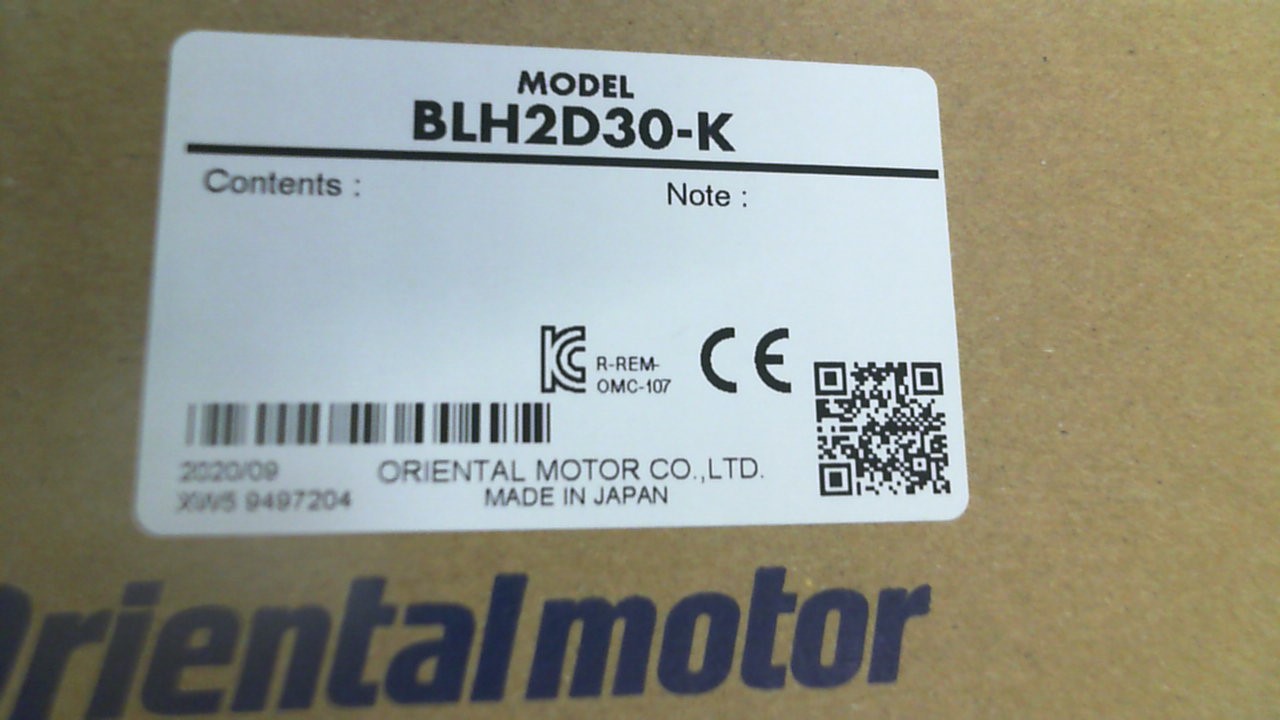 MODEL
BLH2D30-K
Contents :
Note :
R-REM-
OMC-107
2020/09
ORIENTAL MOTOR CO.,LTD.
XW5 9497204
MADE IN JAPAN
Orientalmotor